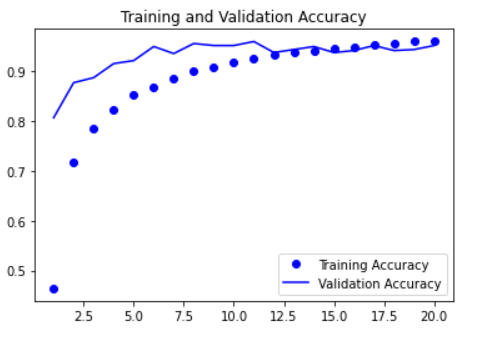 Training and Validation Accuracy
0.9
0.8
0.7
0.6
0.5
Training Accuracy
Validation Accuracy
2.5 5.0 7.5 10.0 12.5 15.0 17.5 20.0